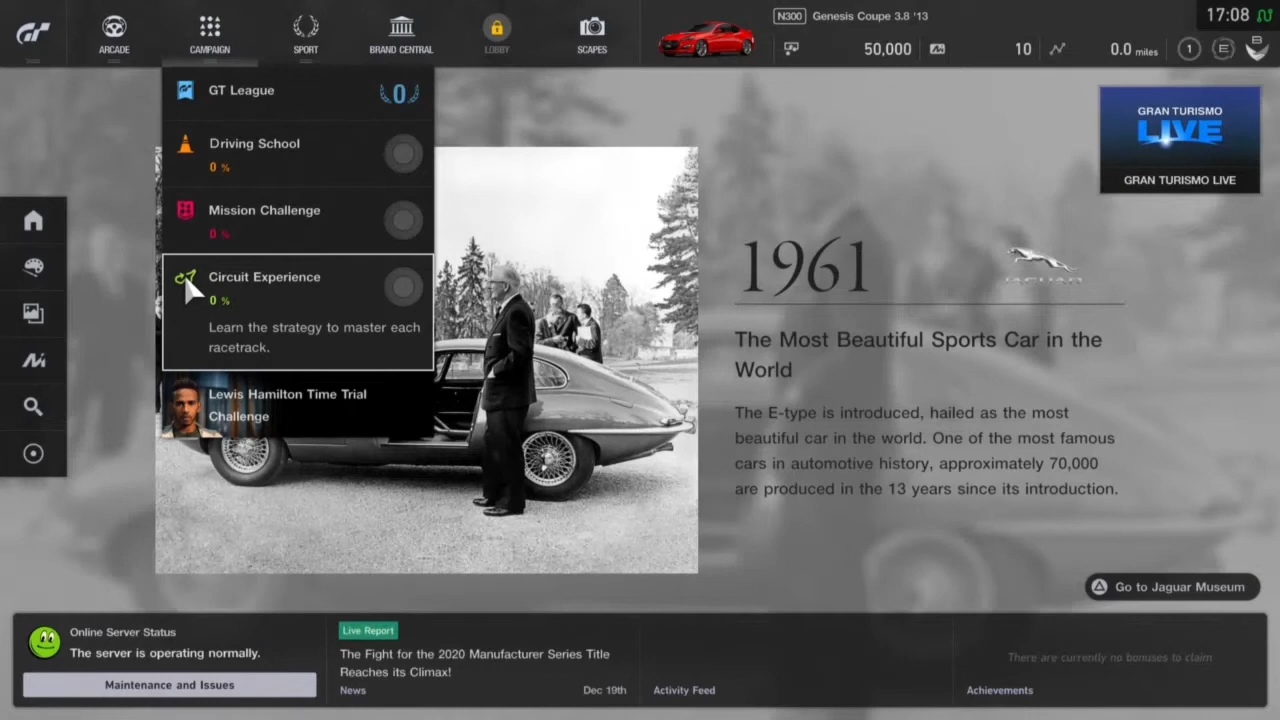 ARCADE
CAMPAIGN
SPORT
BRAND CENTRAL
LOBBY
SCAPES
N300 Genesis Coupe 3.8 '13
50,000
10
0.0 miles
1
E
B
17:08
GT League
0
Driving School
0 %
Mission Challenge
0 %
Circuit Experience
0 %
Learn the strategy to master each
racetrack.
Lewis Hamilton Time Trial
Challenge
GRAN TURISMO
LIVE
GRAN TURISMO LIVE
1961
JAGUAR
The Most Beautiful Sports Car in the
World
The E-type is introduced, hailed as the most
beautiful car in the world. One of the most famous
cars in automotive history, approximately 70,000
are produced in the 13 years since its introduction.
Go to Jaguar Museum
Online Server Status
The server is operating normally.
Maintenance and Issues
Live Report
The Fight for the 2020 Manufacturer Series Title
Reaches its Climax!
News
Dec 19th
Activity Feed
There are currently no bonuses to claim
Achievements